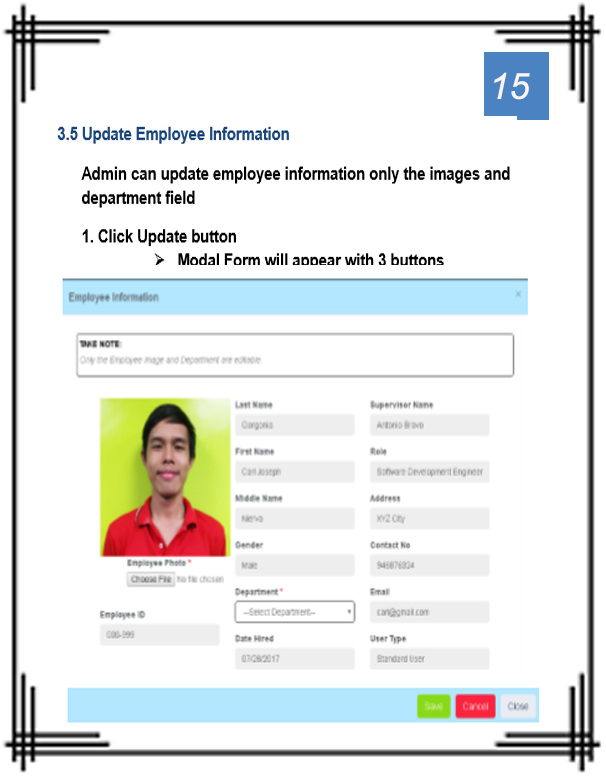 15
3.5 Update Employee Information
Admin can update employee information only the images and
department field
1. Click Update button
➢ Modal Form will appear with 3 buttons
Employee Information ×
TAKE NOTE:
Only the Employee Image and Department are editable.
Last Name Supervisor Name
Gorgonia Antonio Bravo
First Name Role
Carl Joseph Software Development Engineer
Middle Name Address
Nierva XYZ City
Gender Contact No
Male 946876324
Employee Photo *
Choose File No file chosen
Department * Email
--Select Department-- carl@gmail.com
Employee ID
000-999
Date Hired User Type
07/28/2017 Standard User
Save Cancel Close